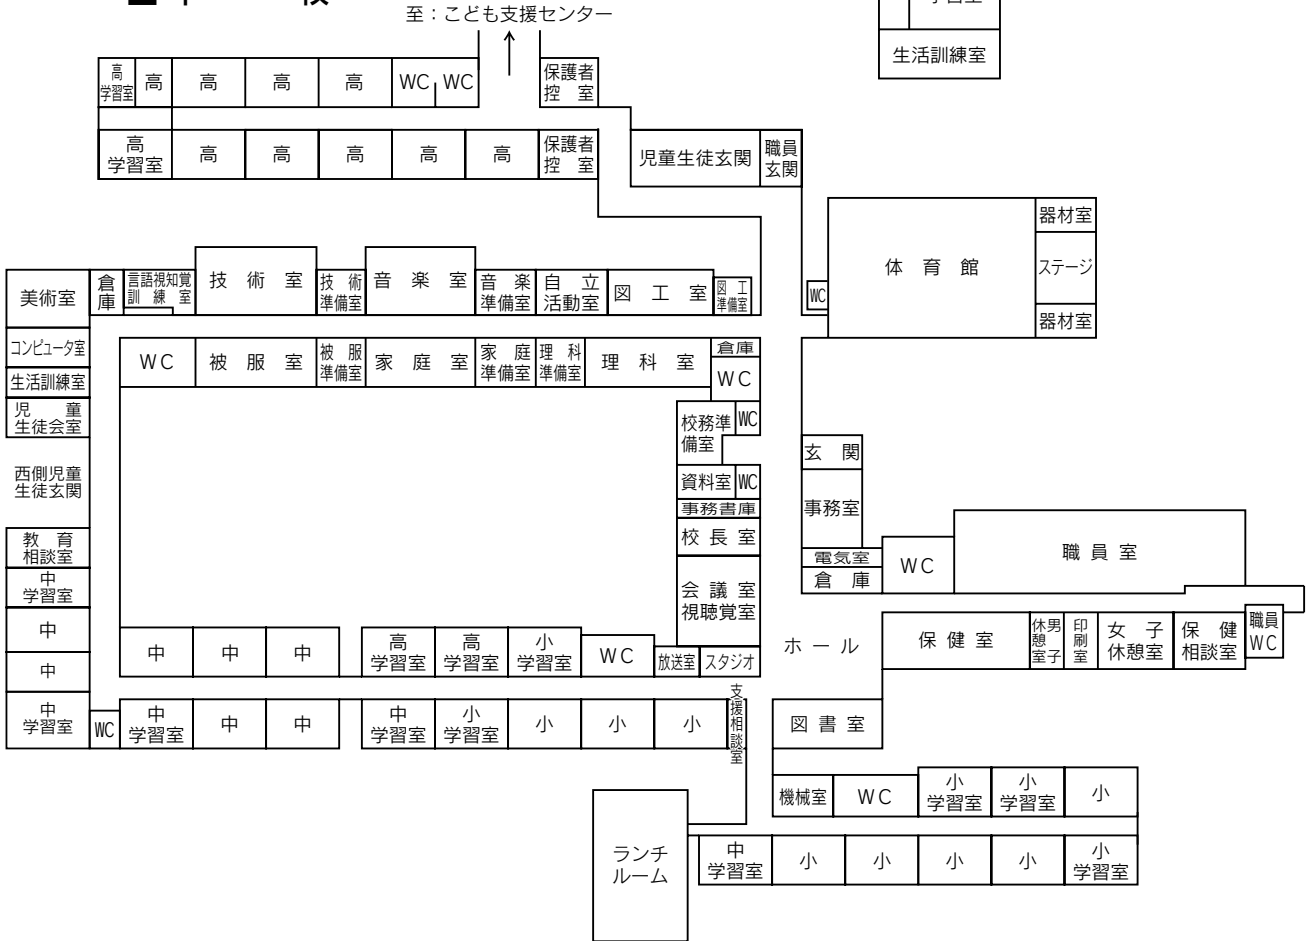 至：こども支援センター
生活訓練室
高
学習室
高
高
高
高
WC
WC
保護者
控　室
高
学習室
高
高
高
高
高
保護者
控　室
児童生徒玄関
職員
玄関
体　育　館
器材室
ステージ
器材室
WC
美術室
倉
庫
言語視知覚
訓　練　室
技　術　室
技　術
準備室
音　楽　室
音　楽
準備室
自　立
活動室
図　工　室
図　工
準備室
コンピュータ室
生活訓練室
児　　童
生徒会室
西側児童
生徒玄関
教　育
相談室
中
学習室
中
中
中
学習室
WC
被　服　室
被　服
準備室
家　庭　室
家　庭
準備室
理　科
準備室
理　科　室
倉庫
WC
校務準
備室
WC
資料室
WC
事務書庫
校　長　室
会　議　室
視聴覚室
玄　関
事務室
電気室
倉　庫
WC
職　員　室
中
中
中
高
学習室
高
学習室
小
学習室
WC
放送室
スタジオ
ホ　ー　ル
保　健　室
男子
休憩室
印
刷
室
女　子
休憩室
保　健
相談室
職員
WC
WC
中
学習室
中
中
中
学習室
小
学習室
小
小
小
支援相談室
図　書　室
機械室
WC
小
学習室
小
学習室
小
ランチ
ルーム
中
学習室
小
小
小
小
小
学習室